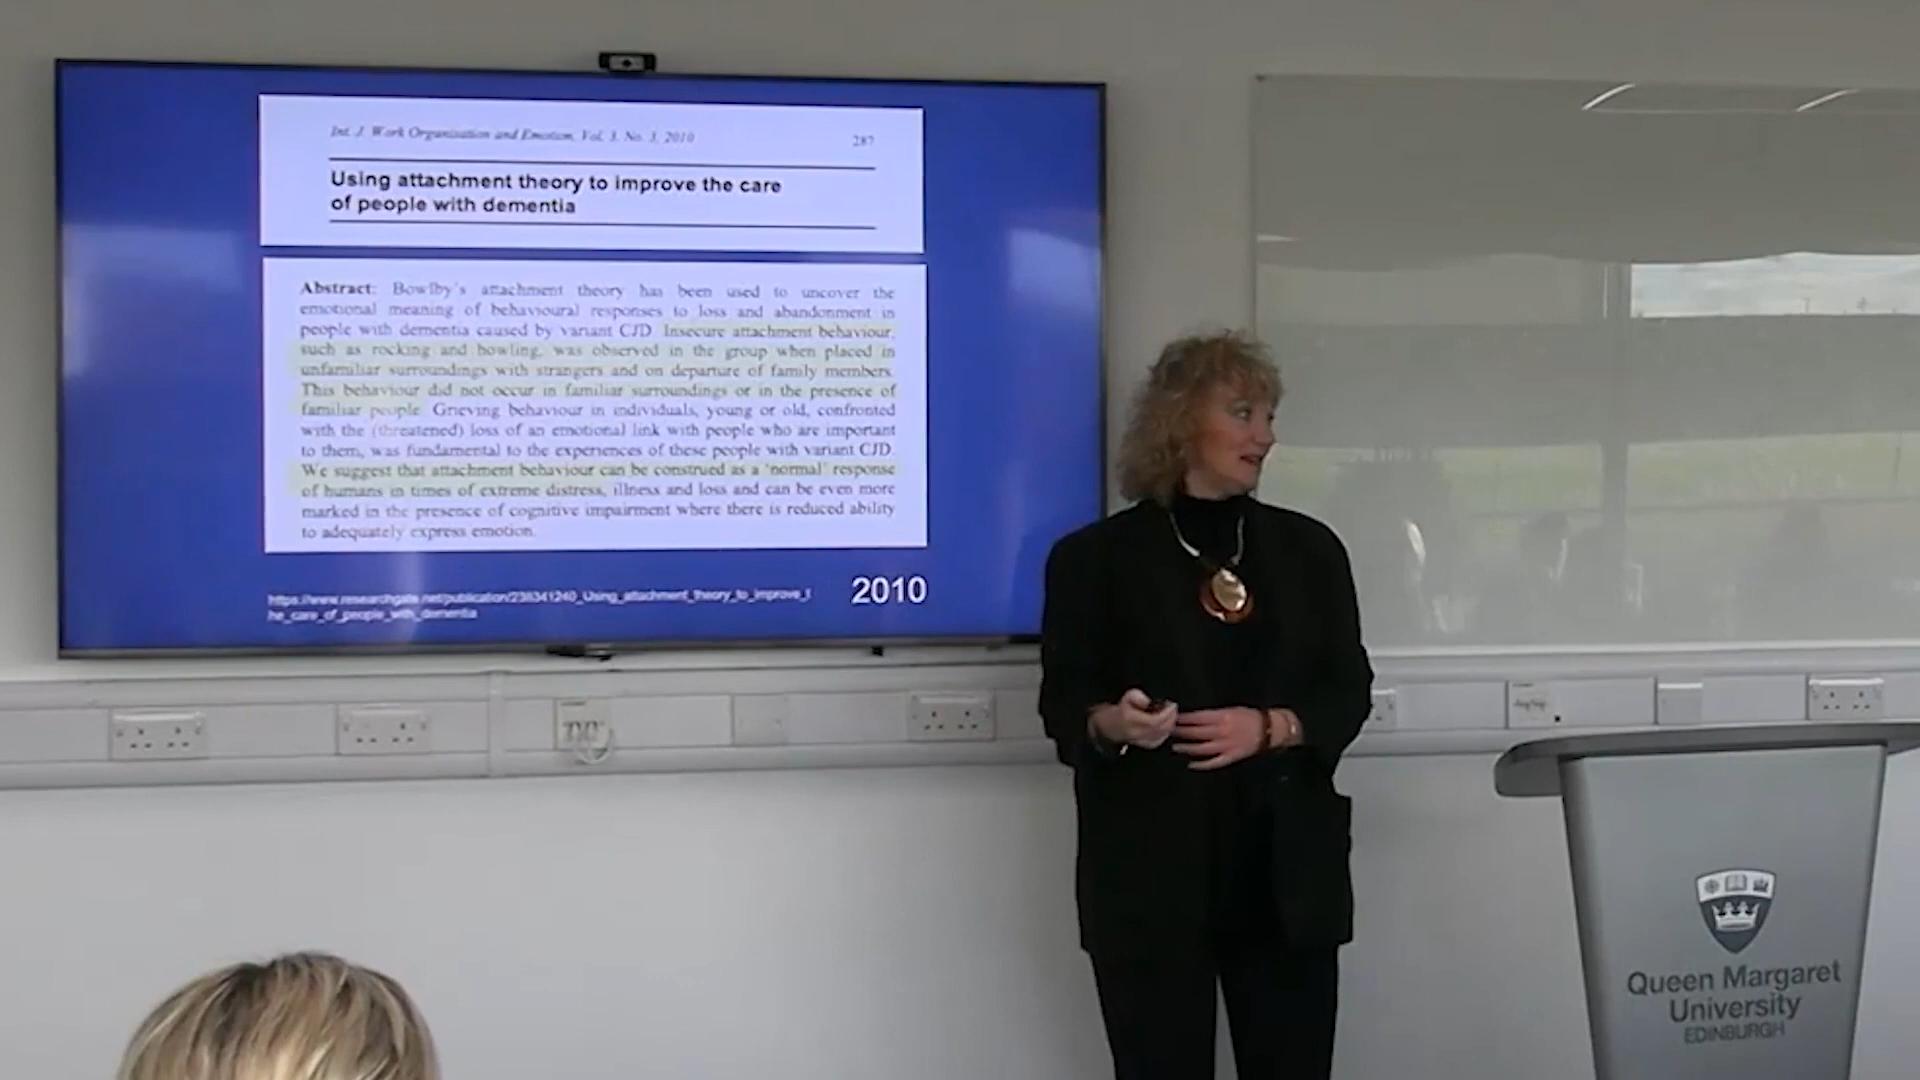 Int. J. Work Organisation and Emotion, Vol. 3, No. 3, 2010 287
Using attachment theory to improve the care
of people with dementia
Abstract: Bowlby's attachment theory has been used to uncover the
emotional meaning of behavioural responses to loss and abandonment in
people with dementia caused by variant CJD. Insecure attachment behaviour,
such as rocking and howling, was observed in the group when placed in
unfamiliar surroundings with strangers and on departure of family members.
This behaviour did not occur in familiar surroundings or in the presence of
familiar people. Grieving behaviour in individuals, young or old, confronted
with the (threatened) loss of an emotional link with people who are important
to them, was fundamental to the experiences of these people with variant CJD.
We suggest that attachment behaviour can be construed as a 'normal' response
of humans in times of extreme distress, illness and loss and can be even more
marked in the presence of cognitive impairment where there is reduced ability
to adequately express emotion.
https://www.researchgate.net/publication/238341240_Using_attachment_theory_to_improve_t
he_care_of_people_with_dementia
2010
Queen Margaret
University
EDINBURGH